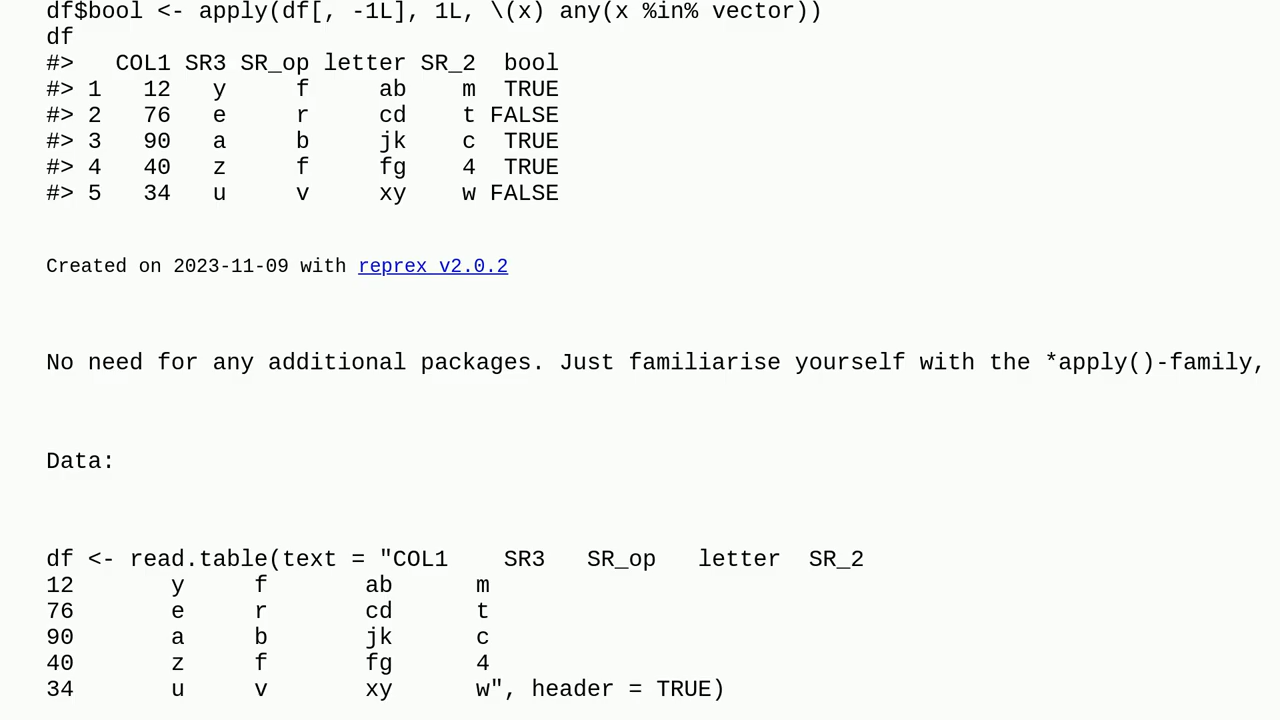 df$bool <- apply(df[, -1L], 1L, \(x) any(x %in% vector))
df
#>   COL1 SR3 SR_op letter SR_2  bool
#> 1   12   y     f     ab    m  TRUE
#> 2   76   e     r     cd    t FALSE
#> 3   90   a     b     jk    c  TRUE
#> 4   40   z     f     fg    4  TRUE
#> 5   34   u     v     xy    w FALSE
Created on 2023-11-09 with reprex v2.0.2
No need for any additional packages. Just familiarise yourself with the *apply()-family,
Data:
df <- read.table(text = "COL1    SR3   SR_op   letter  SR_2
12       y     f       ab      m
76       e     r       cd      t
90       a     b       jk      c
40       z     f       fg      4
34       u     v       xy      w", header = TRUE)